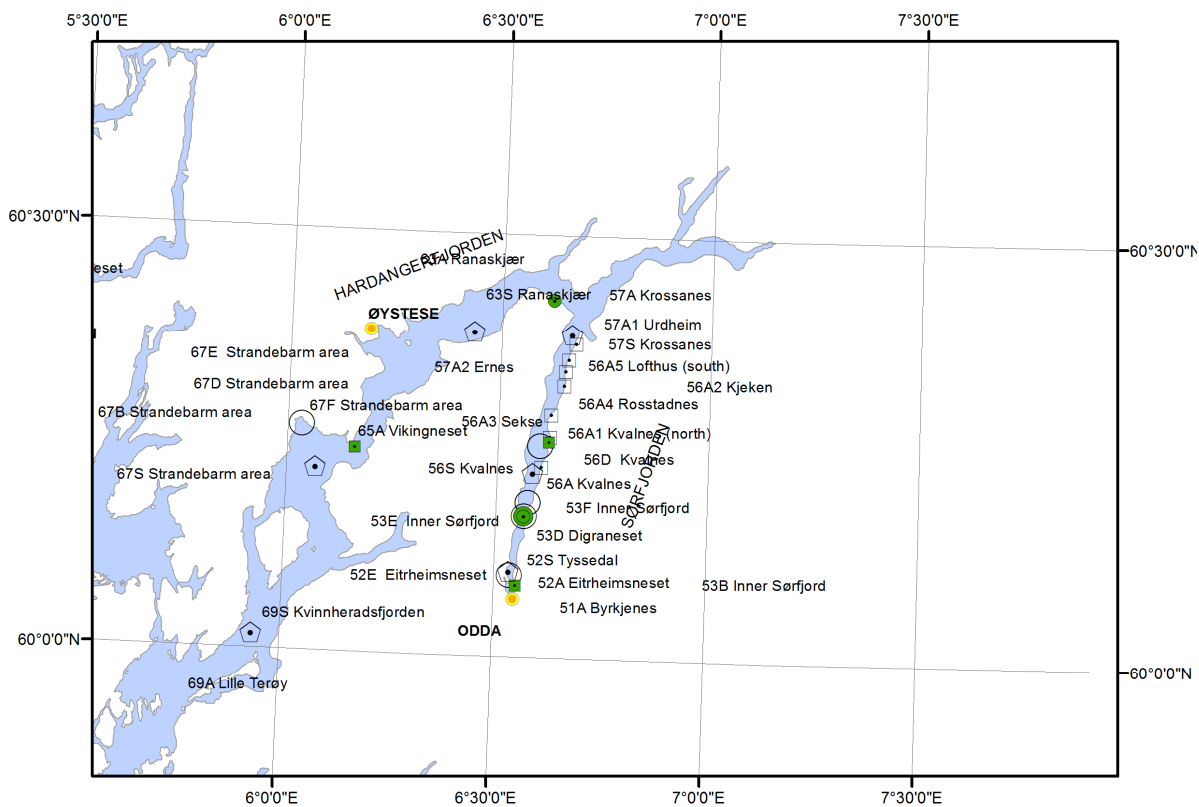 5°30'0"E
6°0'0"E
6°30'0"E
7°0'0"E
7°30'0"E
60°30'0"N
60°30'0"N
HARDANGERFJORDEN
Ranaskjær
eset
63S Ranaskjær
57A Krossanes
ØYSTESE
57A1 Urdheim
57S Krossanes
67E Strandebarm area
57A2 Ernes
56A5 Lofthus (south)
67D Strandebarm area
56A2 Kjeken
67F Strandebarm area
56A4 Rosstadnes
67B Strandebarm area
56A3 Sekse
65A Vikingneset
56A1 Kvalnes (north)
56D Kvalnes
67S Strandebarm area
56S Kvalnes
56A Kvalnes
SØRFJORDEN
53F Inner Sørfjord
53E Inner Sørfjord
53D Digraneset
52S Tyssedal
52E Eitrheimsneset
52A Eitrheimsneset
53B Inner Sørfjord
51A Byrkjenes
69S Kvinnheradsfjorden
ODDA
60°0'0"N
60°0'0"N
69A Lille Terøy
6°0'0"E
6°30'0"E
7°0'0"E
7°30'0"E